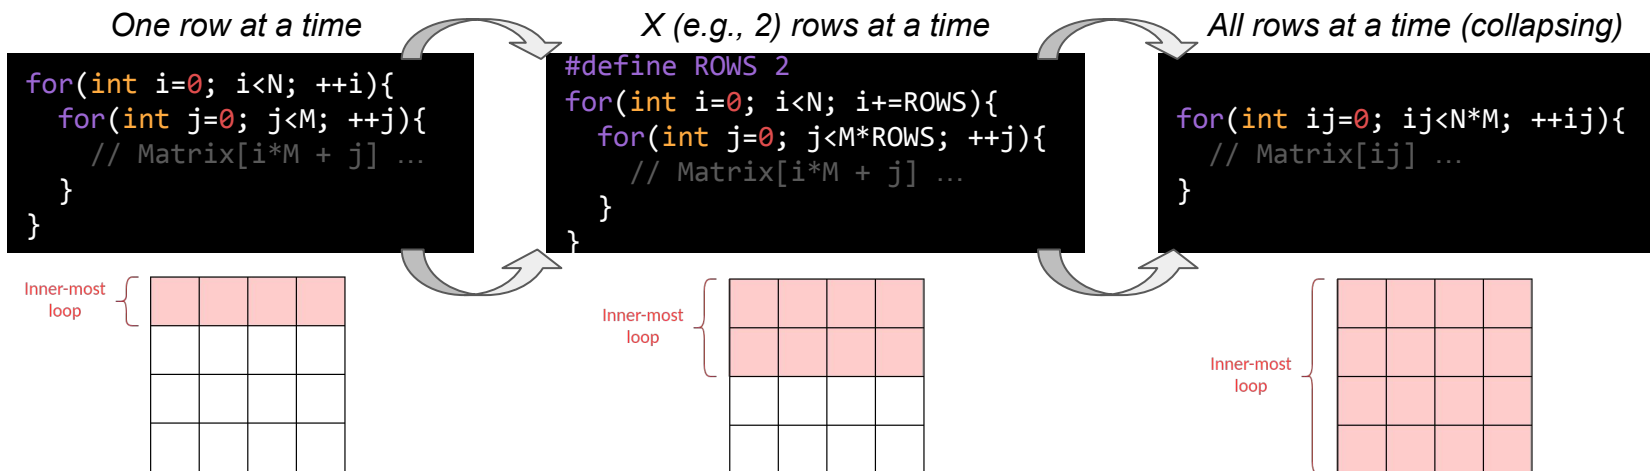 One row at a time
for(int i=0; i<N; ++i){
for(int j=0; j<M; ++j){
// Matrix[i*M + j] …
}
}
Inner-most
loop
X (e.g., 2) rows at a time
#define ROWS 2
for(int i=0; i<N; i+=ROWS){
for(int j=0; j<M*ROWS; ++j){
// Matrix[i*M + j] …
}
}
Inner-most
loop
All rows at a time (collapsing)
for(int ij=0; ij<N*M; ++ij){
// Matrix[ij] …
}
Inner-most
loop